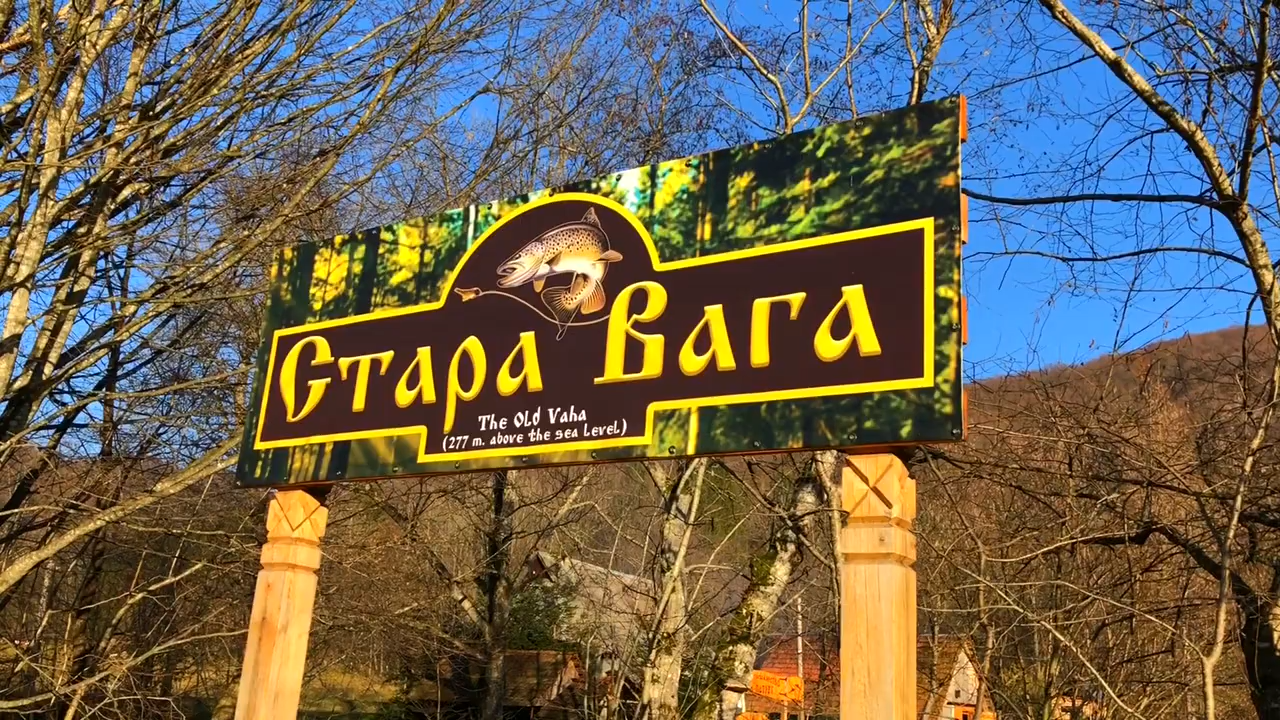 Стара Вага
The Old Vaha
(277 m. above the sea level)